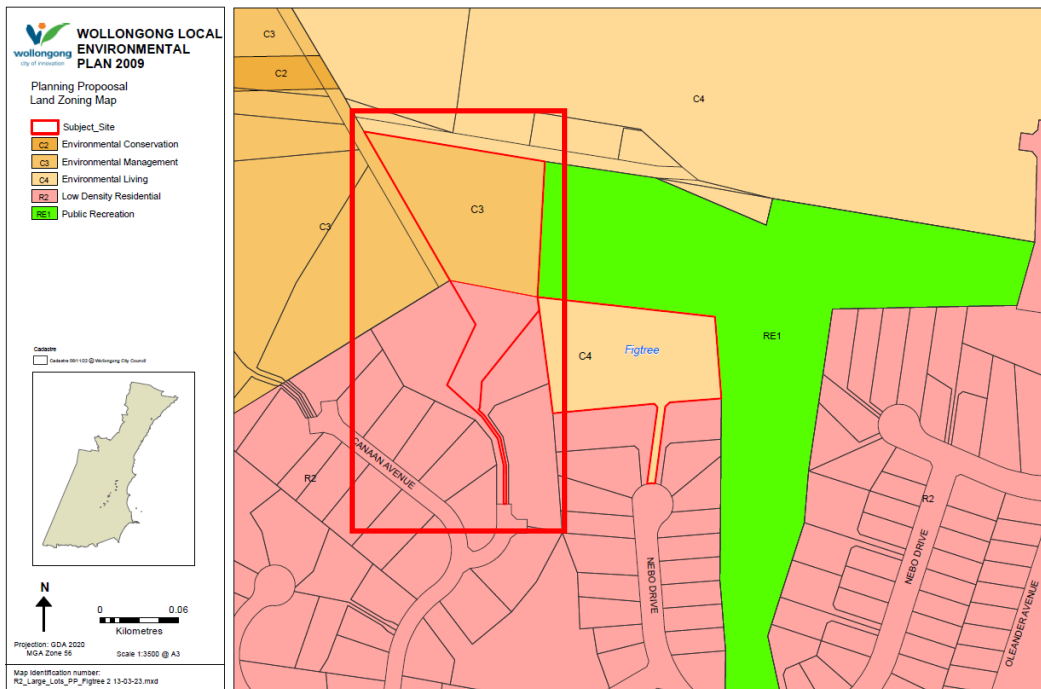 wollongong
city of innovation
WOLLONGONG LOCAL
ENVIRONMENTAL
PLAN 2009
Planning Propoosal
Land Zoning Map
Subject_Site
C2 Environmental Conservation
C3 Environmental Management
C4 Environmental Living
R2 Low Density Residential
RE1 Public Recreation
Cadastre
Cadastre 09/11/23 @ Wollongong City Council
N
0 0.06
Kilometres
Projection: GDA 2020
MGA Zone 56
Scale 1:3500 @ A3
Map identification number:
R2_Large_Lots_PP_Figtree 2 13-03-23.mxd
C3
C2
C4
C3
C3
C4
Figtree
RE1
CANAAN AVENUE
R2
NEBO DRIVE
R2
NEBO DRIVE
OLEANDER AVENUE